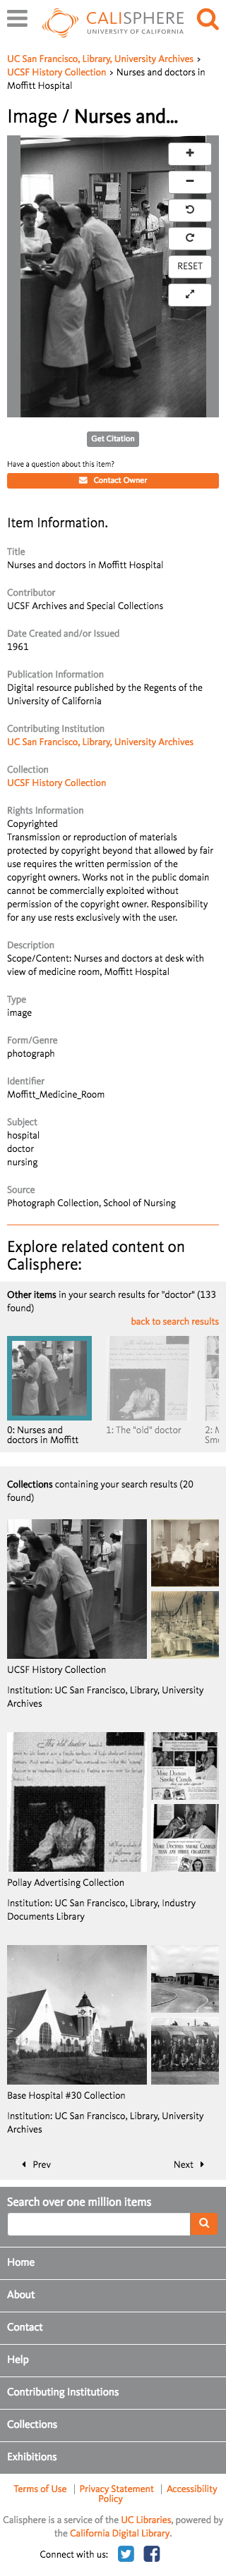 CALISPHERE
UNIVERSITY OF CALIFORNIA
UC San Francisco, Library, University Archives >
UCSF History Collection > Nurses and doctors in
Moffitt Hospital
Image / Nurses and...
RESET
Get Citation
Have a question about this item?
Contact Owner
Item Information.
Title
Nurses and doctors in Moffitt Hospital
Contributor
UCSF Archives and Special Collections
Date Created and/or Issued
1961
Publication Information
Digital resource published by the Regents of the
University of California
Contributing Institution
UC San Francisco, Library, University Archives
Collection
UCSF History Collection
Rights Information
Copyrighted
Transmission or reproduction of materials
protected by copyright beyond that allowed by fair
use requires the written permission of the
copyright owners. Works not in the public domain
cannot be commercially exploited without
permission of the copyright owner. Responsibility
for any use rests exclusively with the user.
Description
Scope/Content: Nurses and doctors at desk with
view of medicine room, Moffitt Hospital
Type
image
Form/Genre
photograph
Identifier
Moffitt_Medicine_Room
Subject
hospital
doctor
nursing
Source
Photograph Collection, School of Nursing
Explore related content on
Calisphere:
Other items in your search results for "doctor" (133
found)
back to search results
0: Nurses and
doctors in Moffitt
1: The "old" doctor
2: M
Smo
Collections containing your search results (20
found)
UCSF History Collection
Institution: UC San Francisco, Library, University
Archives
The old doctor
More
Doctors
Smoke
Camels
More Doctors smoke Camels
than any other cigarette
Pollay Advertising Collection
Institution: UC San Francisco, Library, Industry
Documents Library
Base Hospital #30 Collection
Institution: UC San Francisco, Library, University
Archives
Prev
Next
Search over one million items
Home
About
Contact
Help
Contributing Institutions
Collections
Exhibitions
Terms of Use | Privacy Statement | Accessibility
Policy
Calisphere is a service of the UC Libraries, powered by
the California Digital Library.
Connect with us: